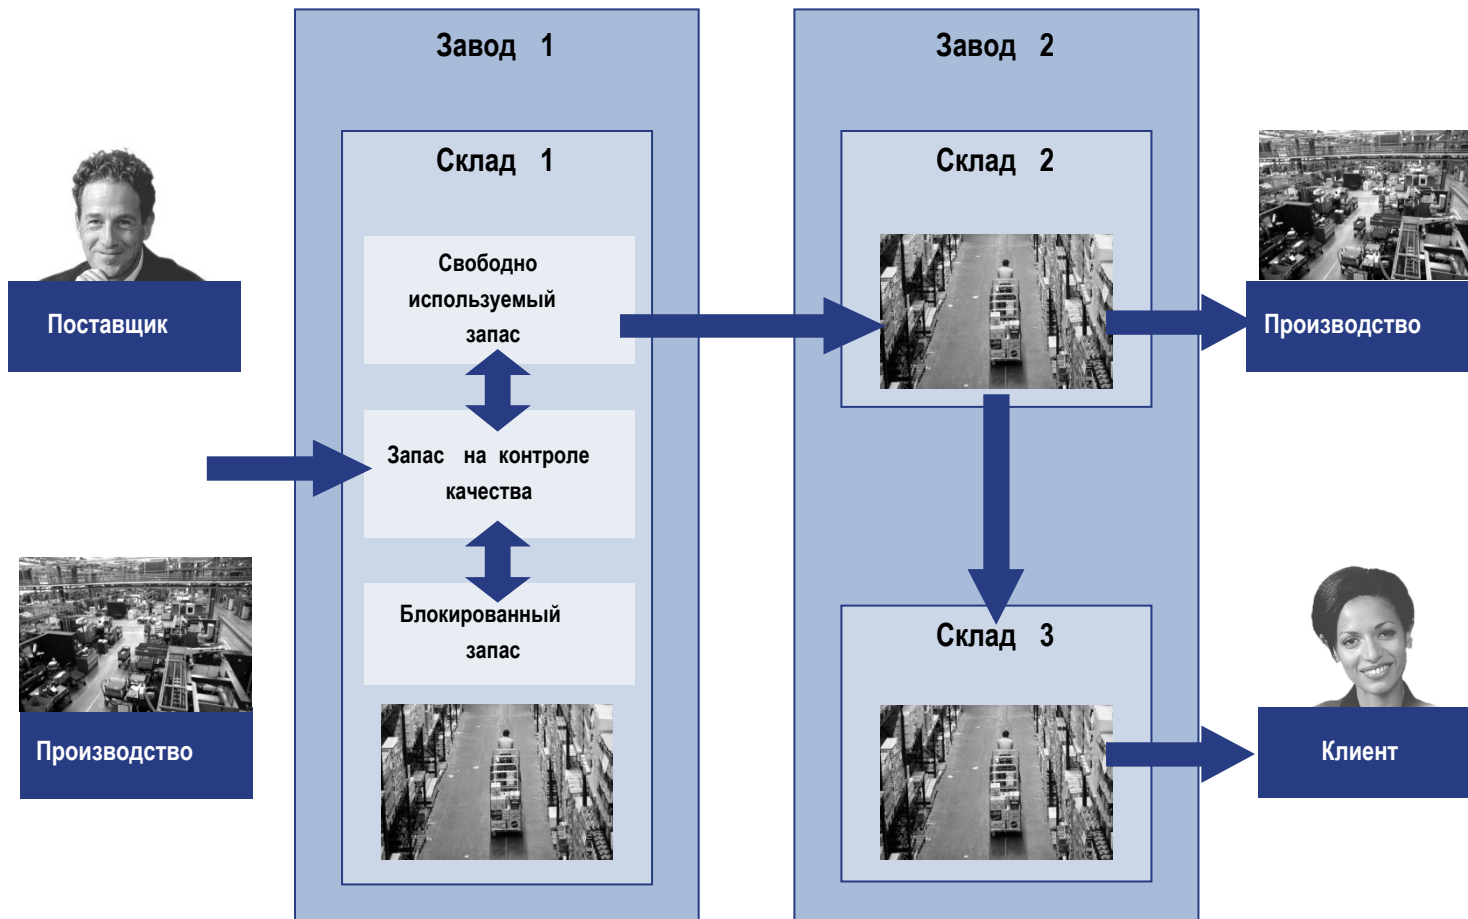 Завод 1
Завод 2
Склад 1
Склад 2
Свободно
используемый
запас
Поставщик
Производство
Запас на контроле
качества
Блокированный
запас
Склад 3
Производство
Клиент